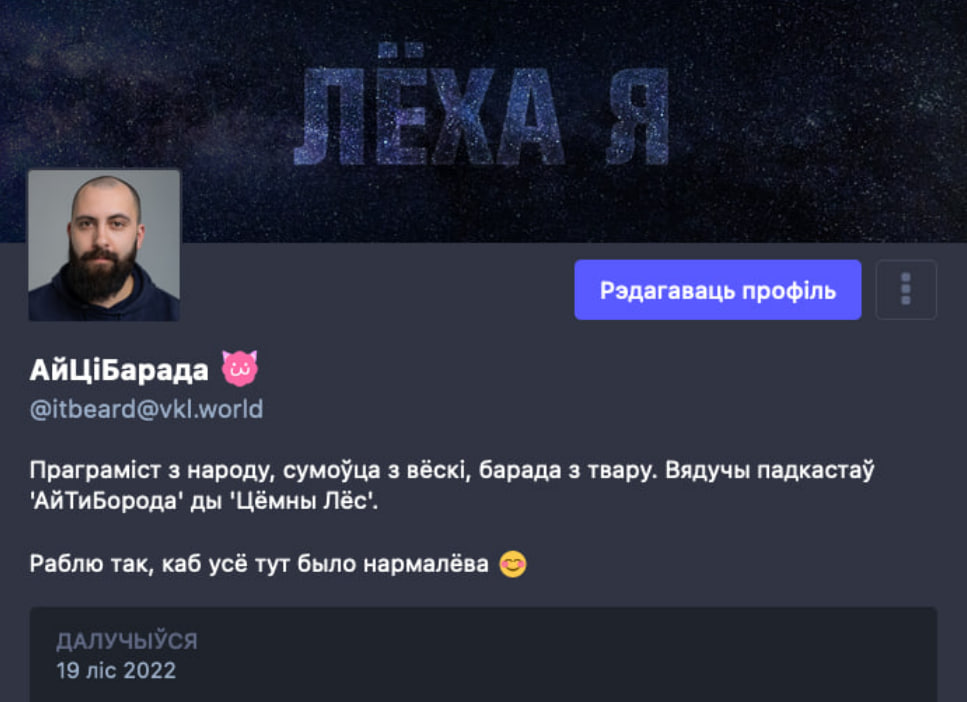 ЛЁХА Я
Рэдагаваць профіль
АйЦіБарада
@itbeard@vkl.world
Праграміст з народу, сумоўца з вёскі, барада з твару. Вядучы падкастаў
'АйТиБорода' ды 'Цёмны Лёс'.
Раблю так, каб усё тут было нармалёва 😊
ДАЛУЧЫЎСЯ
19 ліс 2022